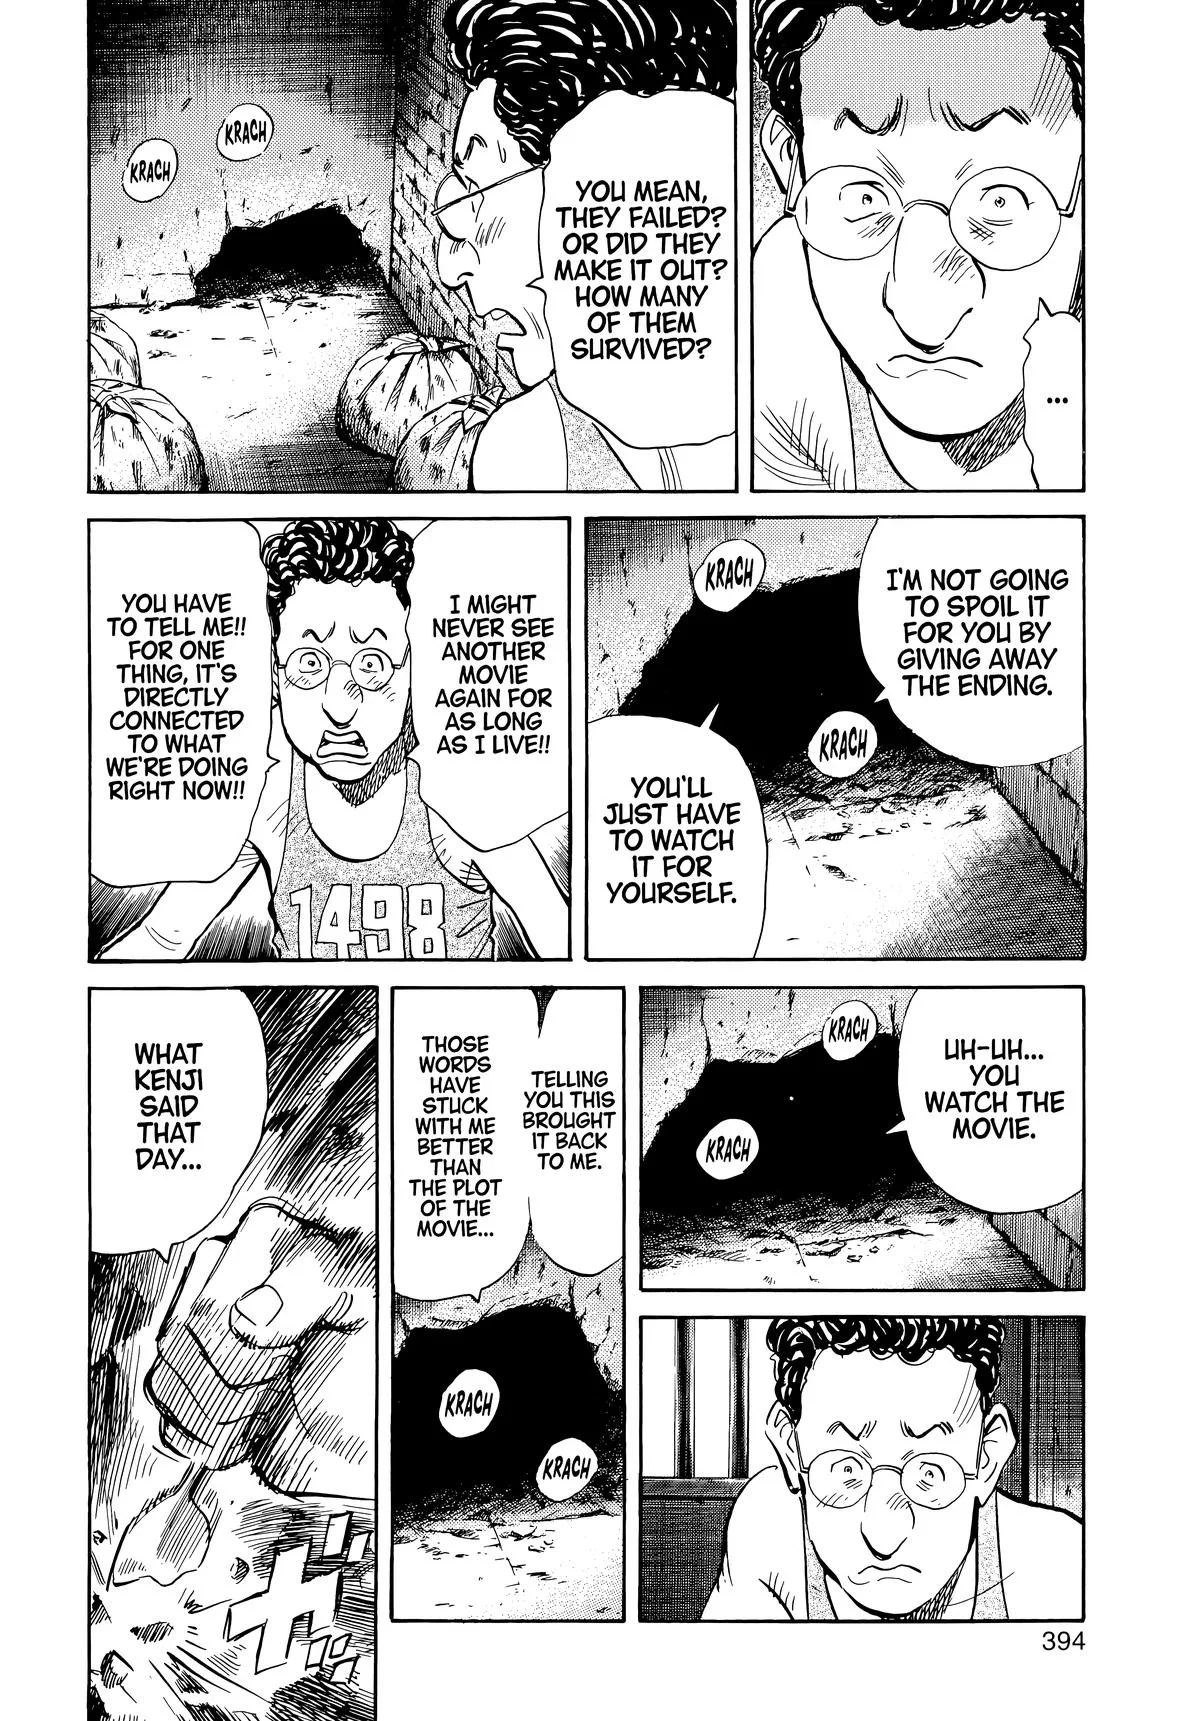 ...
YOU MEAN,
THEY FAILED?
OR DID THEY
MAKE IT OUT?
HOW MANY
OF THEM
SURVIVED?
KRACH
KRACH
I'M NOT GOING
TO SPOIL IT
FOR YOU BY
GIVING AWAY
THE ENDING.
KRACH
KRACH
YOU'LL
JUST HAVE
TO WATCH
IT FOR
YOURSELF.
I MIGHT
NEVER SEE
ANOTHER
MOVIE
AGAIN FOR
AS LONG
AS I LIVE!!
YOU HAVE
TO TELL ME!!
FOR ONE
THING, IT'S
DIRECTLY
CONNECTED
TO WHAT
WE'RE DOING
RIGHT NOW!!
1498
UH-UH...
YOU
WATCH THE
MOVIE.
KRACH
KRACH
TELLING
YOU THIS
BROUGHT
IT BACK
TO ME.
THOSE
WORDS
HAVE
STUCK
WITH ME
BETTER
THAN
THE PLOT
OF THE
MOVIE...
KRACH
KRACH
WHAT
KENJI
SAID
THAT
DAY...
ガッ
394